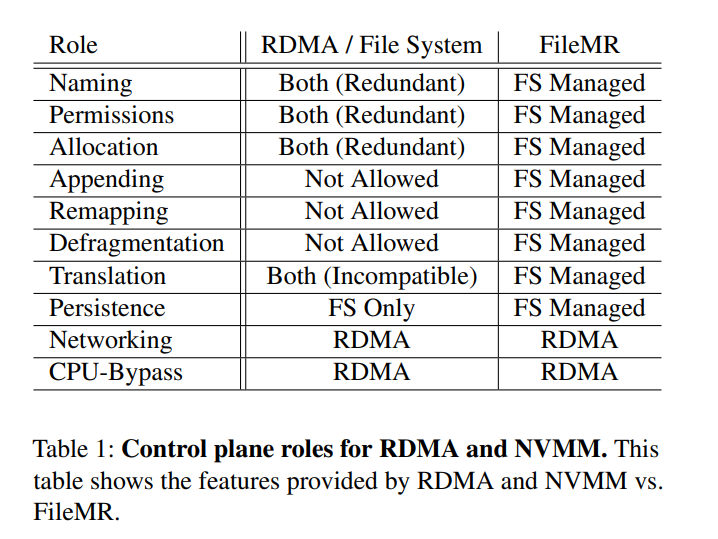 Role RDMA / File System FileMR
Naming Both (Redundant) FS Managed
Permissions Both (Redundant) FS Managed
Allocation Both (Redundant) FS Managed
Appending Not Allowed FS Managed
Remapping Not Allowed FS Managed
Defragmentation Not Allowed FS Managed
Translation Both (Incompatible) FS Managed
Persistence FS Only FS Managed
Networking RDMA RDMA
CPU-Bypass RDMA RDMA
Table 1: Control plane roles for RDMA and NVMM. This
table shows the features provided by RDMA and NVMM vs.
FileMR.